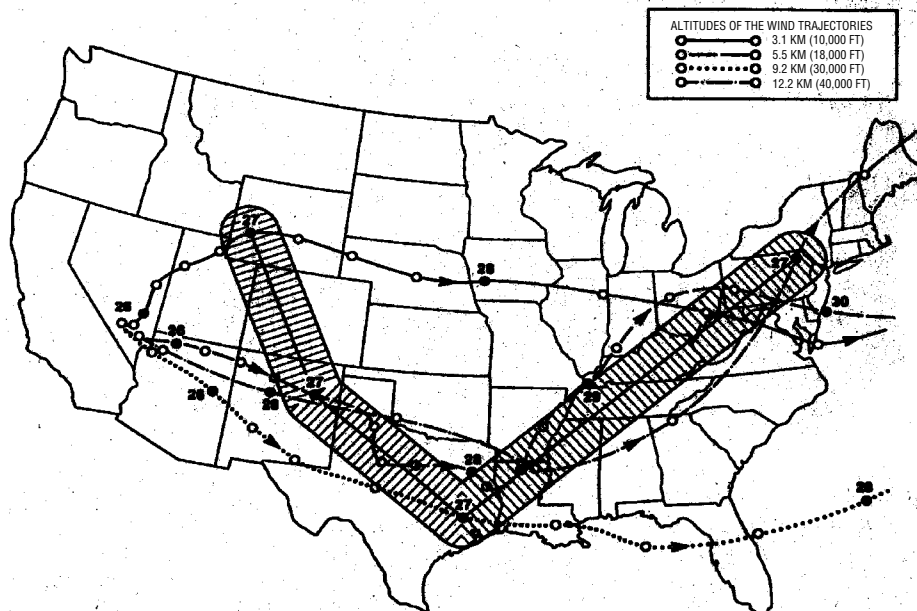 ALTITUDES OF THE WIND TRAJECTORIES
3.1 KM (10,000 FT)
5.5 KM (18,000 FT)
9.2 KM (30,000 FT)
12.2 KM (40,000 FT)
27
27
28
25
30
26
27
29
26
26
28
27
28